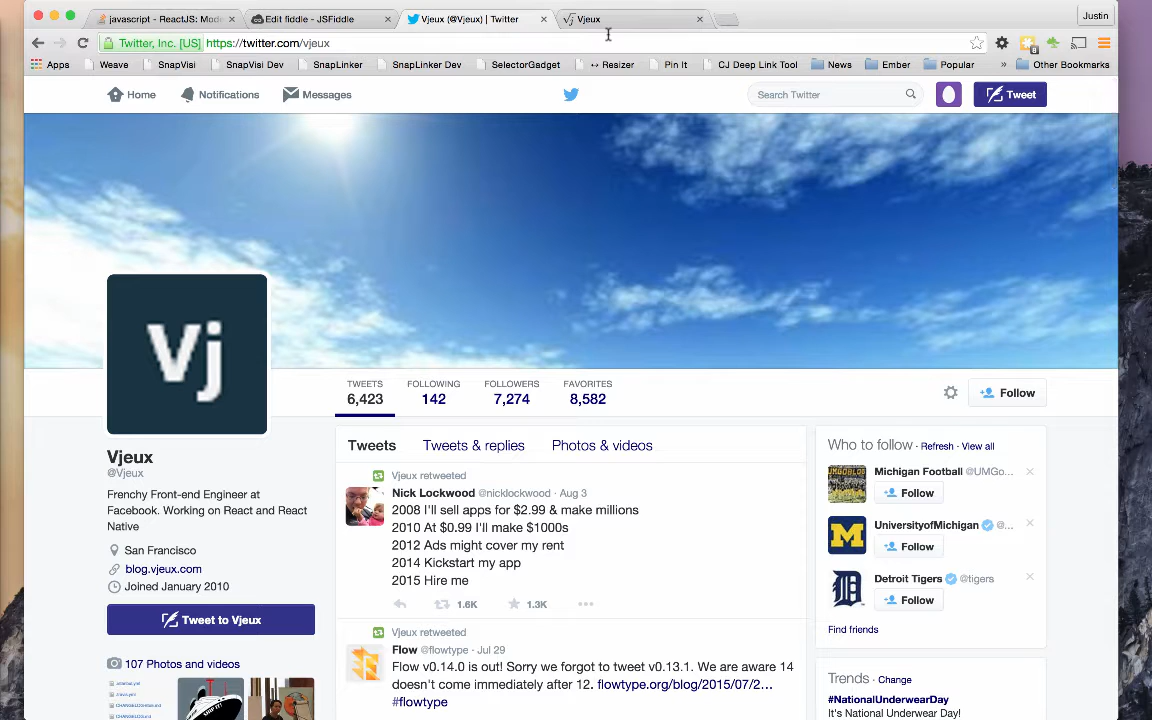 javascript - ReactJS: Mod
Edit fiddle - JSFiddle
Vjeux (@Vjeux) | Twitter
Vjeux
Justin
Twitter, Inc. [US]
https://twitter.com/vjeux
Apps
Weave
SnapVisi
SnapVisi Dev
SnapLinker
SnapLinker Dev
SelectorGadget
↔ Resizer
Pin It
CJ Deep Link Tool
News
Ember
Popular
»
Other Bookmarks
Home
Notifications
Messages
Search Twitter
Tweet
Vj
TWEETS
6,423
FOLLOWING
142
FOLLOWERS
7,274
FAVORITES
8,582
Follow
Vjeux
@Vjeux
Frenchy Front-end Engineer at
Facebook. Working on React and React
Native
San Francisco
blog.vjeux.com
Joined January 2010
Tweet to Vjeux
107 Photos and videos
Tweets
Tweets & replies
Photos & videos
Vjeux retweeted
Nick Lockwood @nicklockwood · Aug 3
2008 I'll sell apps for $2.99 & make millions
2010 At $0.99 I'll make $1000s
2012 Ads might cover my rent
2014 Kickstart my app
2015 Hire me
1.6K
1.3K
Vjeux retweeted
Flow @flowtype · Jul 29
Flow v0.14.0 is out! Sorry we forgot to tweet v0.13.1. We are aware 14
doesn't come immediately after 12. flowtype.org/blog/2015/07/2…
#flowtype
Who to follow · Refresh · View all
Michigan Football @UMGo...
Follow
UniversityofMichigan @...
Follow
Detroit Tigers @tigers
Follow
Find friends
Trends · Change
#NationalUnderwearDay
It's National Underwear Day!